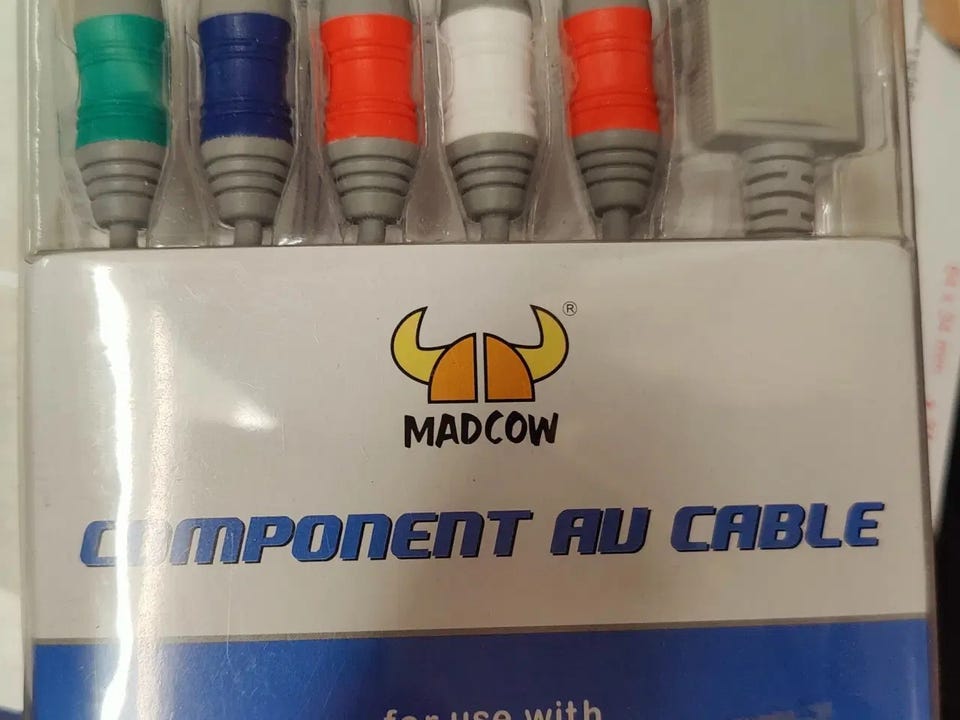 ®
MADCOW
COMPONENT AV CABLE
for use with